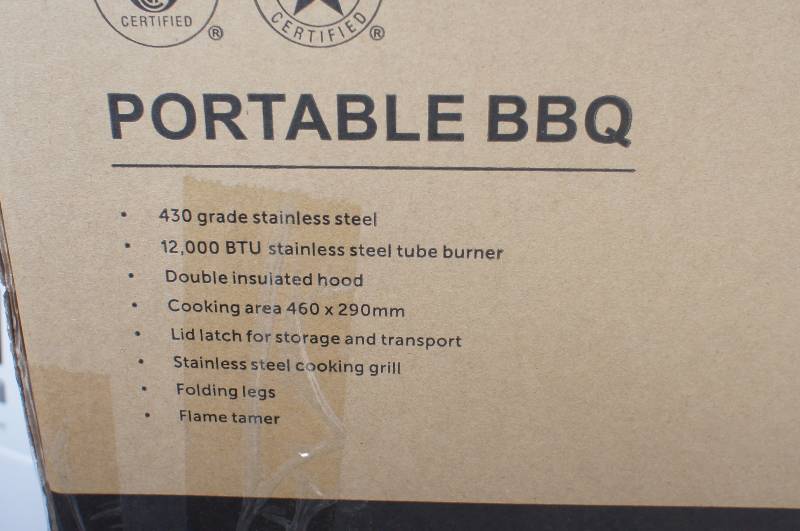 CERTIFIED ®
CERTIFIED ®
PORTABLE BBQ
• 430 grade stainless steel
• 12,000 BTU stainless steel tube burner
• Double insulated hood
• Cooking area 460 x 290mm
• Lid latch for storage and transport
• Stainless steel cooking grill
• Folding legs
• Flame tamer